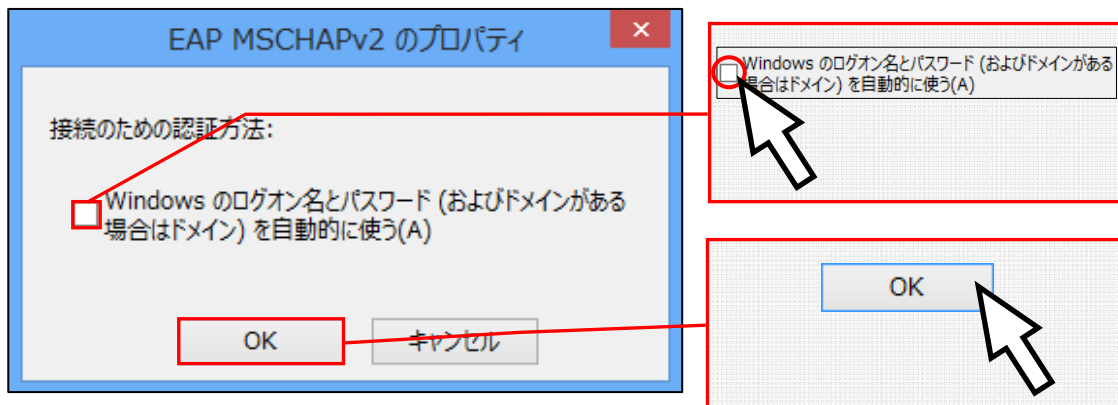 EAP MSCHAPv2 のプロパティ
接続のための認証方法:
Windows のログオン名とパスワード (およびドメインがある
場合はドメイン) を自動的に使う(A)
OK
キャンセル
Windows のログオン名とパスワード (およびドメインがある
場合はドメイン) を自動的に使う(A)
OK